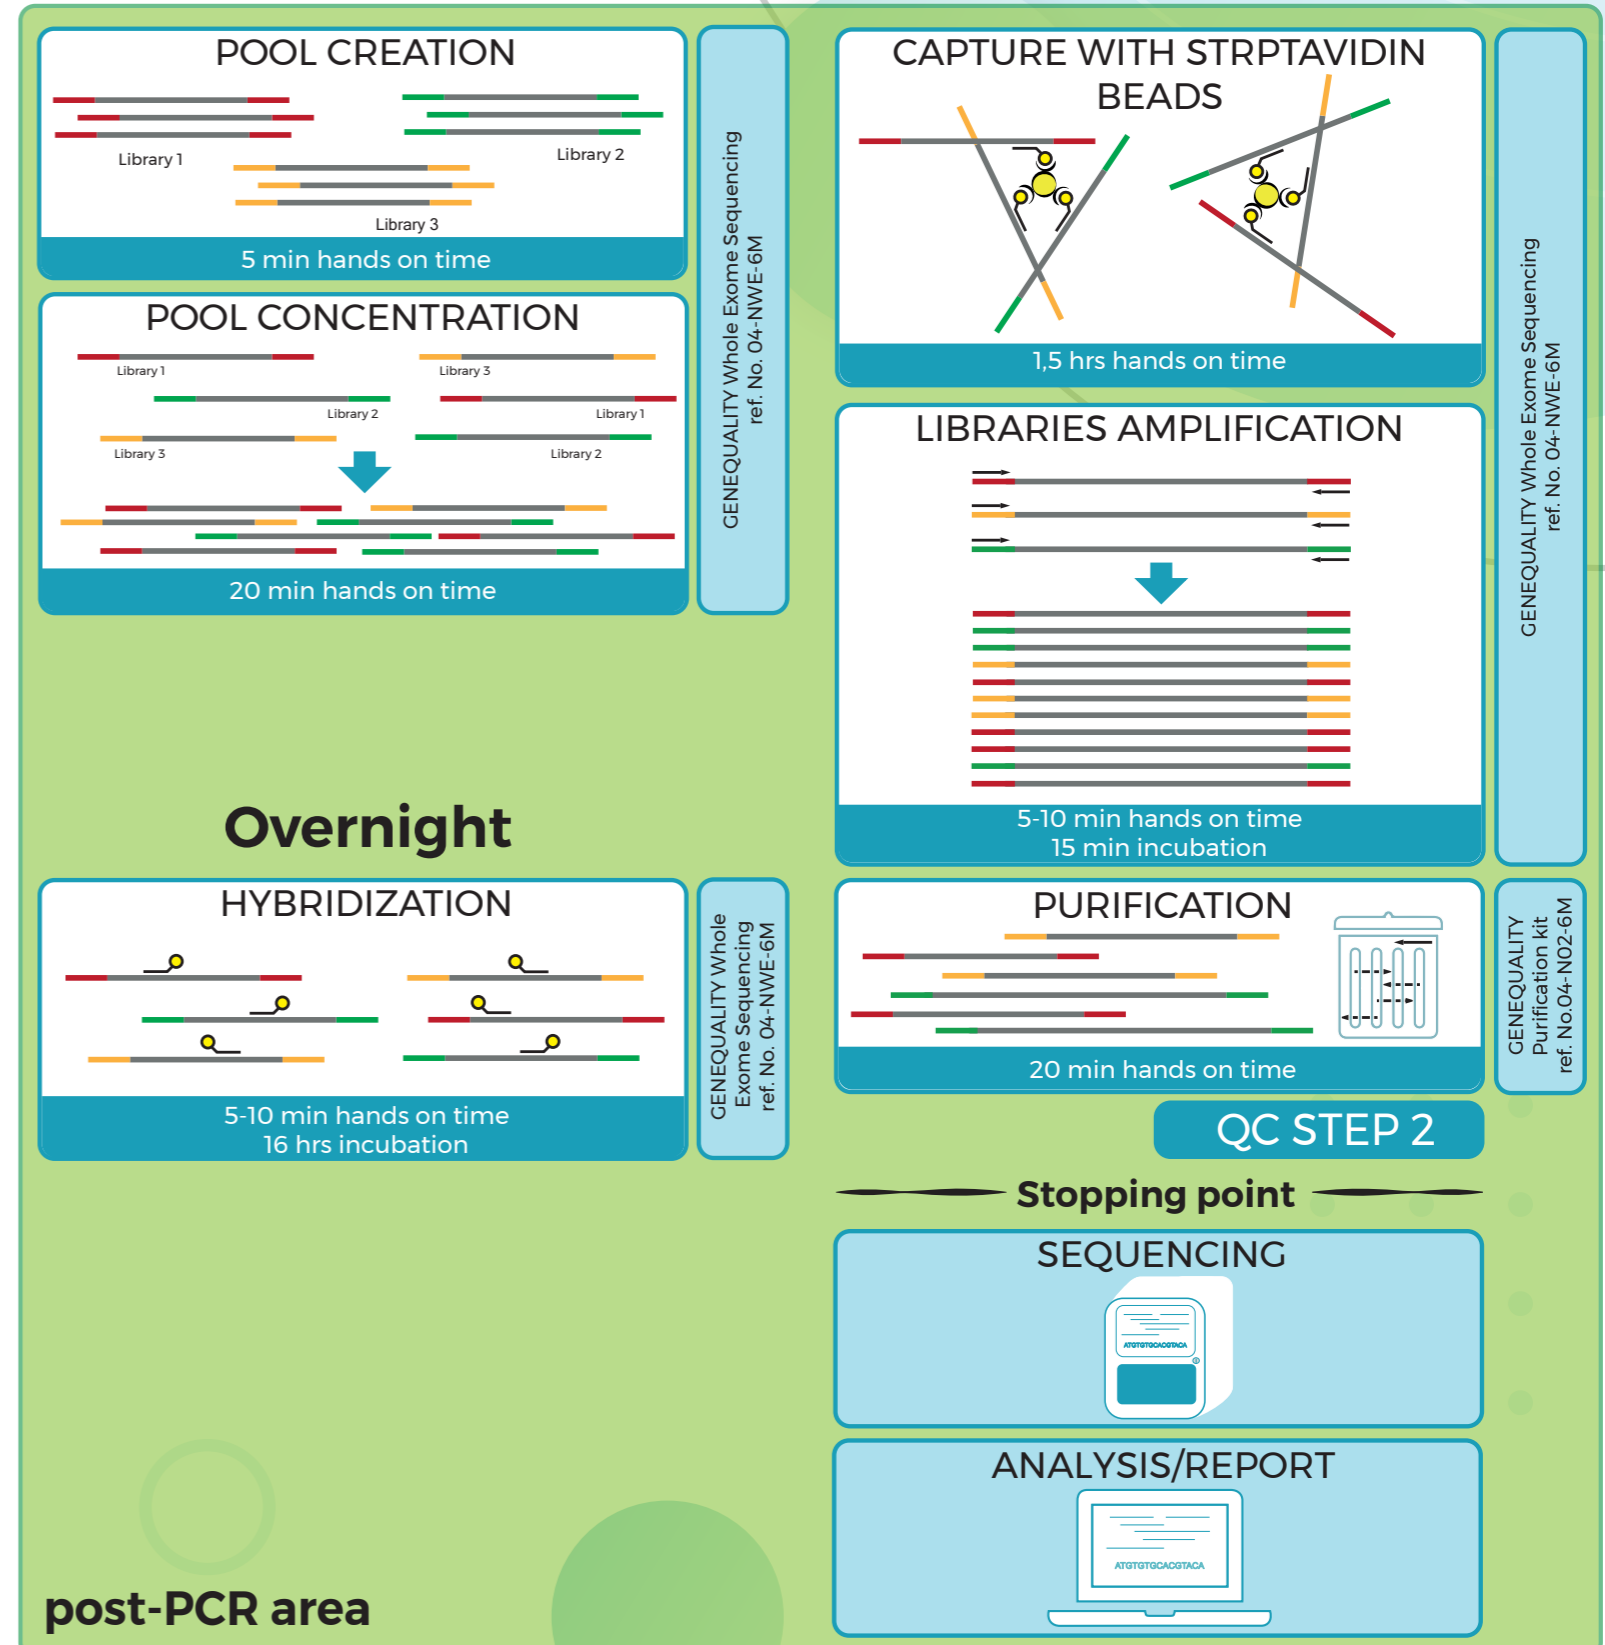 POOL CREATION
Library 1
Library 2
Library 3
5 min hands on time
POOL CONCENTRATION
Library 1
Library 3
Library 2
Library 1
Library 3
Library 2
20 min hands on time
GENEQUALITY Whole Exome Sequencing
ref. No. 04-NWE-6M
Overnight
HYBRIDIZATION
5-10 min hands on time
16 hrs incubation
GENEQUALITY Whole
Exome Sequencing
ref. No. 04-NWE-6M
post-PCR area
CAPTURE WITH STRPTAVIDIN
BEADS
1,5 hrs hands on time
LIBRARIES AMPLIFICATION
5-10 min hands on time
15 min incubation
GENEQUALITY Whole Exome Sequencing
ref. No. 04-NWE-6M
PURIFICATION
20 min hands on time
GENEQUALITY
Purification kit
ref. No.04-N02-6M
QC STEP 2
Stopping point
SEQUENCING
ATGTGTGCACGTACA
ANALYSIS/REPORT
ATGTGTGCACGTACA